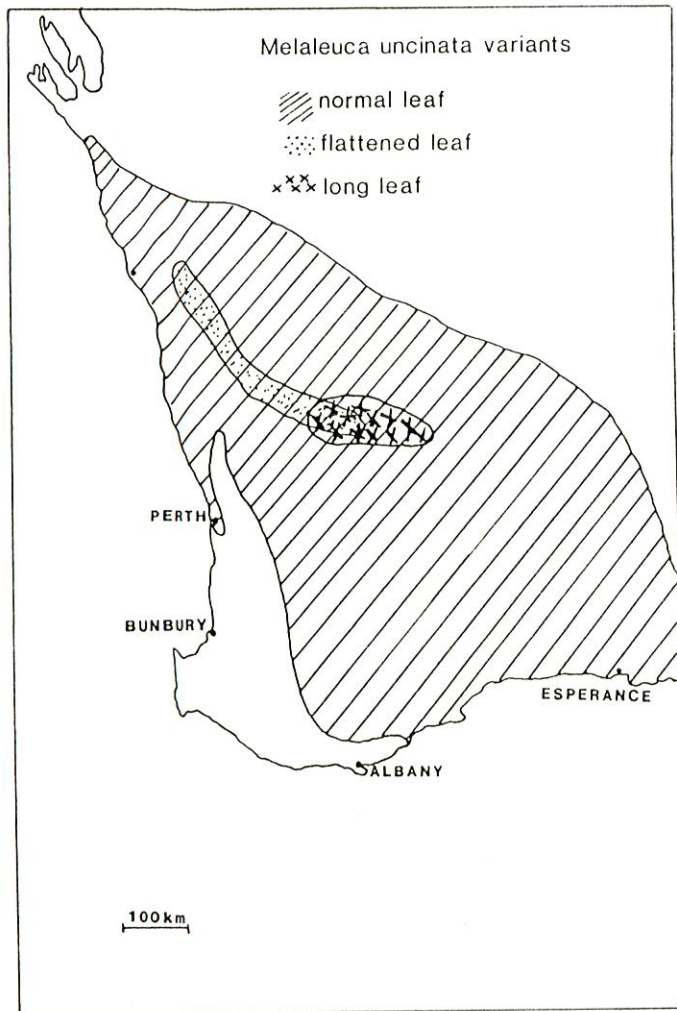 Melaleuca uncinata variants
normal leaf
flattened leaf
long leaf
PERTH
BUNBURY
ESPERANCE
ALBANY
100km